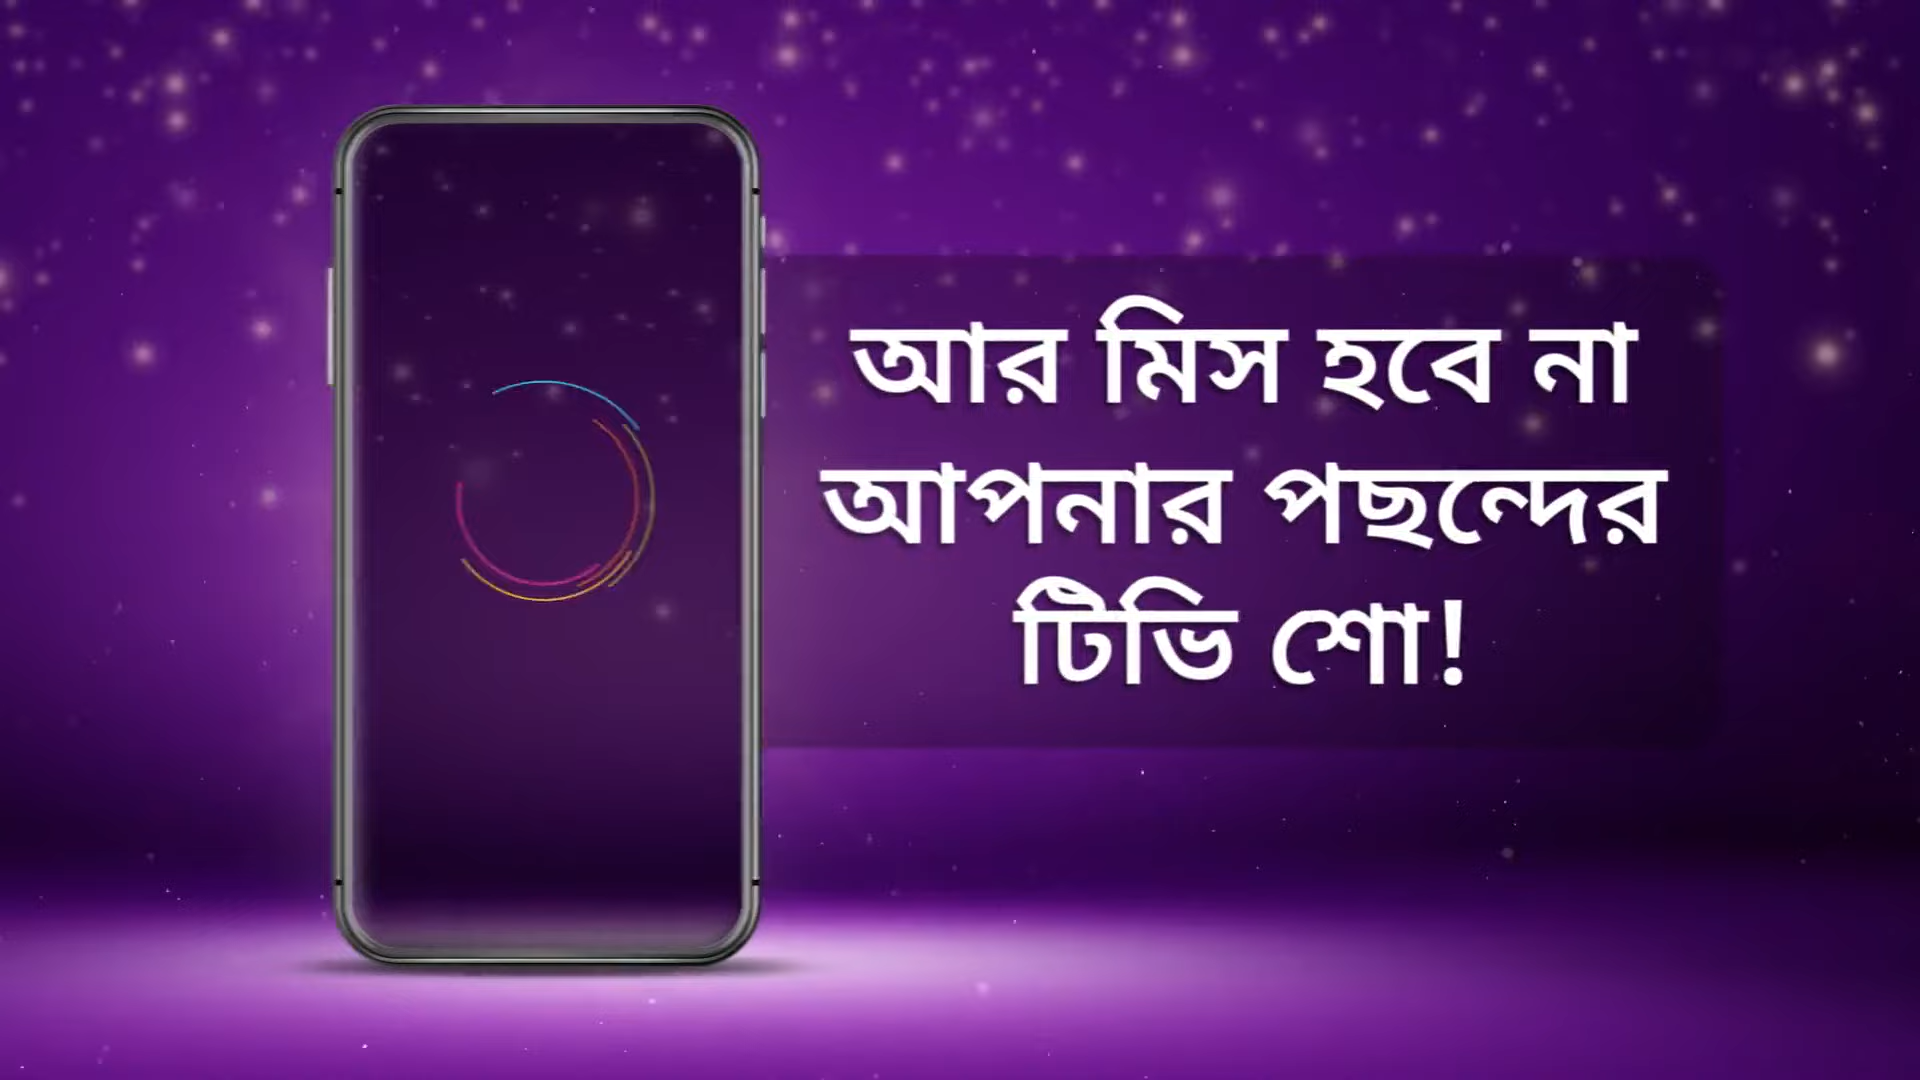 আর মিস হবে না
আপনার পছন্দের
টিভি শো!